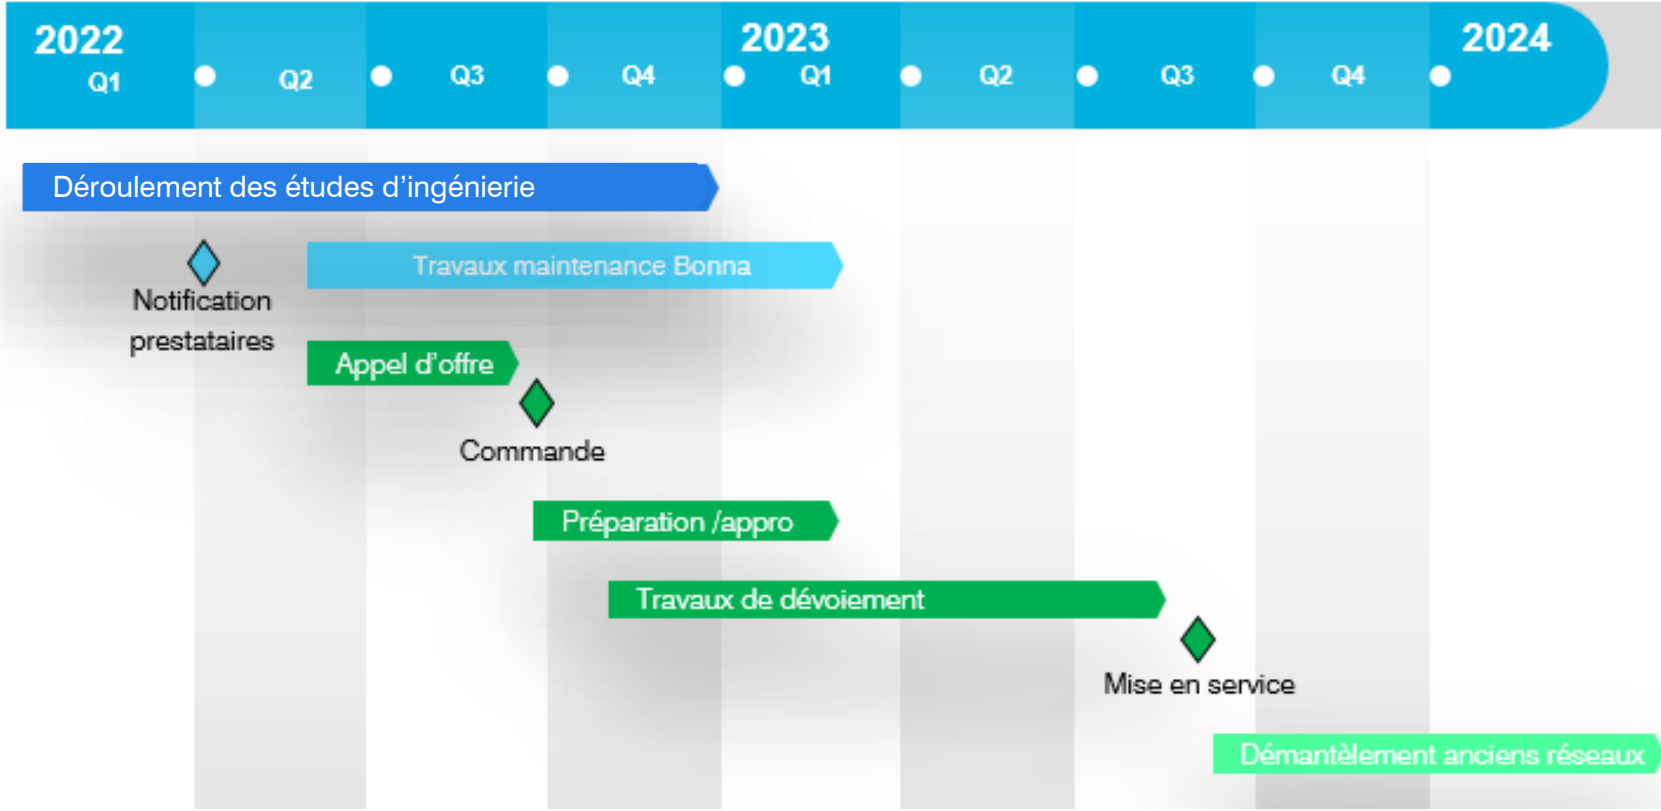 2022
2023
2024
Q1
Q2
Q3
Q4
Q1
Q2
Q3
Q4
Déroulement des études d’ingénierie
Travaux maintenance Bonna
Notification
prestataires
Appel d’offre
Commande
Préparation /appro
Travaux de dévoiement
Mise en service
Démantèlement anciens réseaux